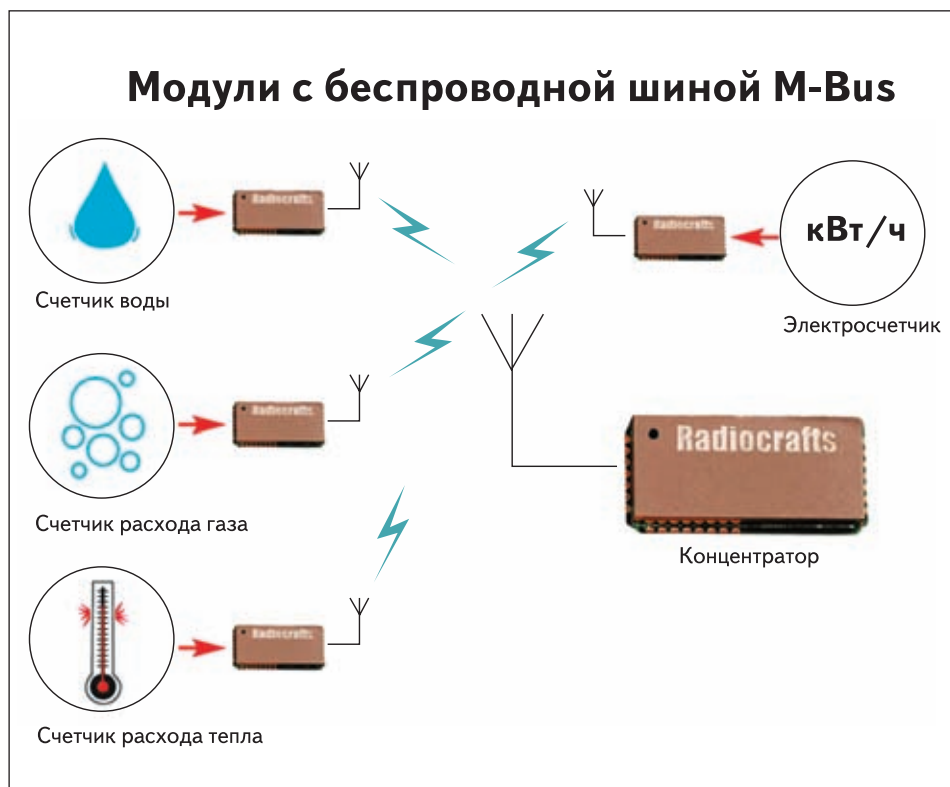 Модули с беспроводной шиной M-Bus
Radiocrafts
Счетчик воды
Radiocrafts
кВт/ч
Электросчетчик
Radiocrafts
Счетчик расхода газа
Radiocrafts
Концентратор
Radiocrafts
Счетчик расхода тепла